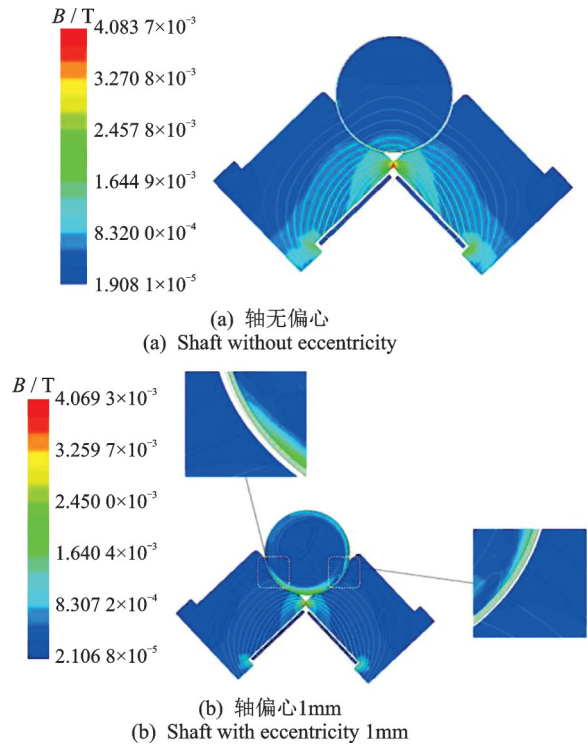 B / T
4.083 7×10⁻³
3.270 8×10⁻³
2.457 8×10⁻³
1.644 9×10⁻³
8.320 0×10⁻⁴
1.908 1×10⁻⁵
(a) 轴无偏心
(a) Shaft without eccentricity
B / T
4.069 3×10⁻³
3.259 7×10⁻³
2.450 0×10⁻³
1.640 4×10⁻³
8.307 2×10⁻⁴
2.106 8×10⁻⁵
(b) 轴偏心1mm
(b) Shaft with eccentricity 1mm